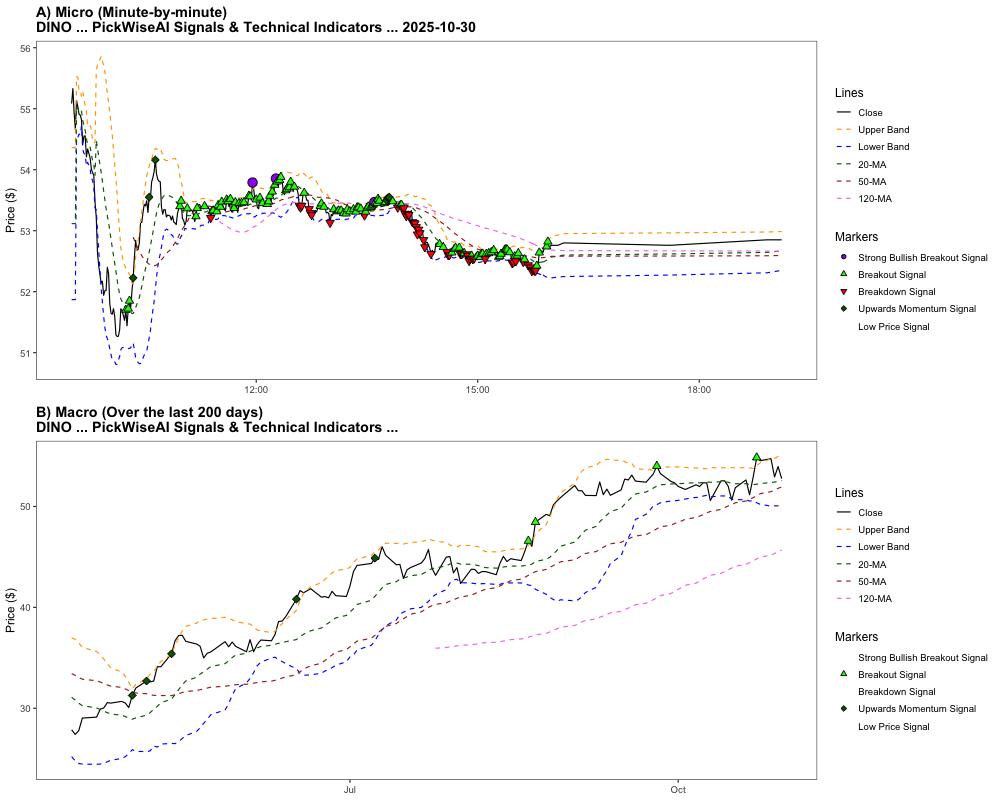 A) Micro (Minute-by-minute)
DINO ... PickWiseAI Signals & Technical Indicators ... 2025-10-30
56
55
54
53
52
51
Price ($)
12:00
15:00
18:00
Lines
Close
Upper Band
Lower Band
20-MA
50-MA
120-MA
Markers
Strong Bullish Breakout Signal
Breakout Signal
Breakdown Signal
Upwards Momentum Signal
Low Price Signal
B) Macro (Over the last 200 days)
DINO ... PickWiseAI Signals & Technical Indicators ...
50
40
30
Price ($)
Jul
Oct
Lines
Close
Upper Band
Lower Band
20-MA
50-MA
120-MA
Markers
Strong Bullish Breakout Signal
Breakout Signal
Breakdown Signal
Upwards Momentum Signal
Low Price Signal